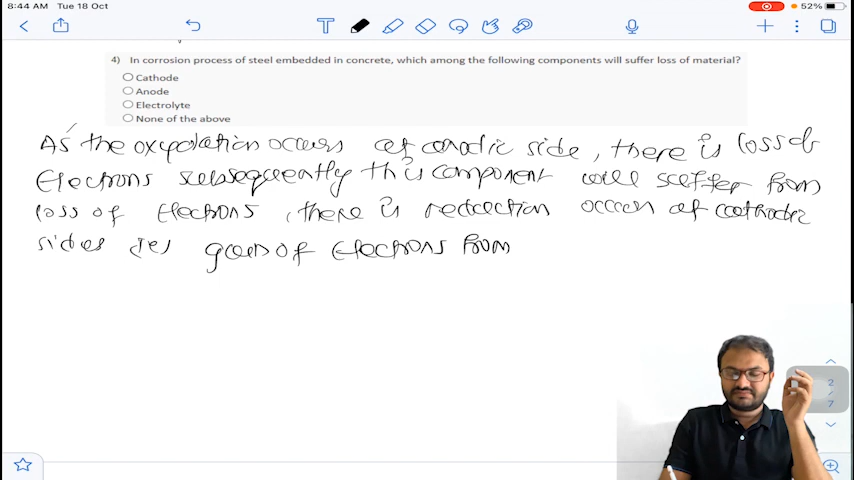 8:44 AM Tue 18 Oct
52%
4) In corrosion process of steel embedded in concrete, which among the following components will suffer loss of material?
Cathode
Anode
Electrolyte
None of the above
As the oxydation occurs at anodic side, there is loss of
Electrons subsequently this component will suffer from
loss of Electrons, there is reduction occurs at cathodic
sides ies gain of Electrons from
2
7